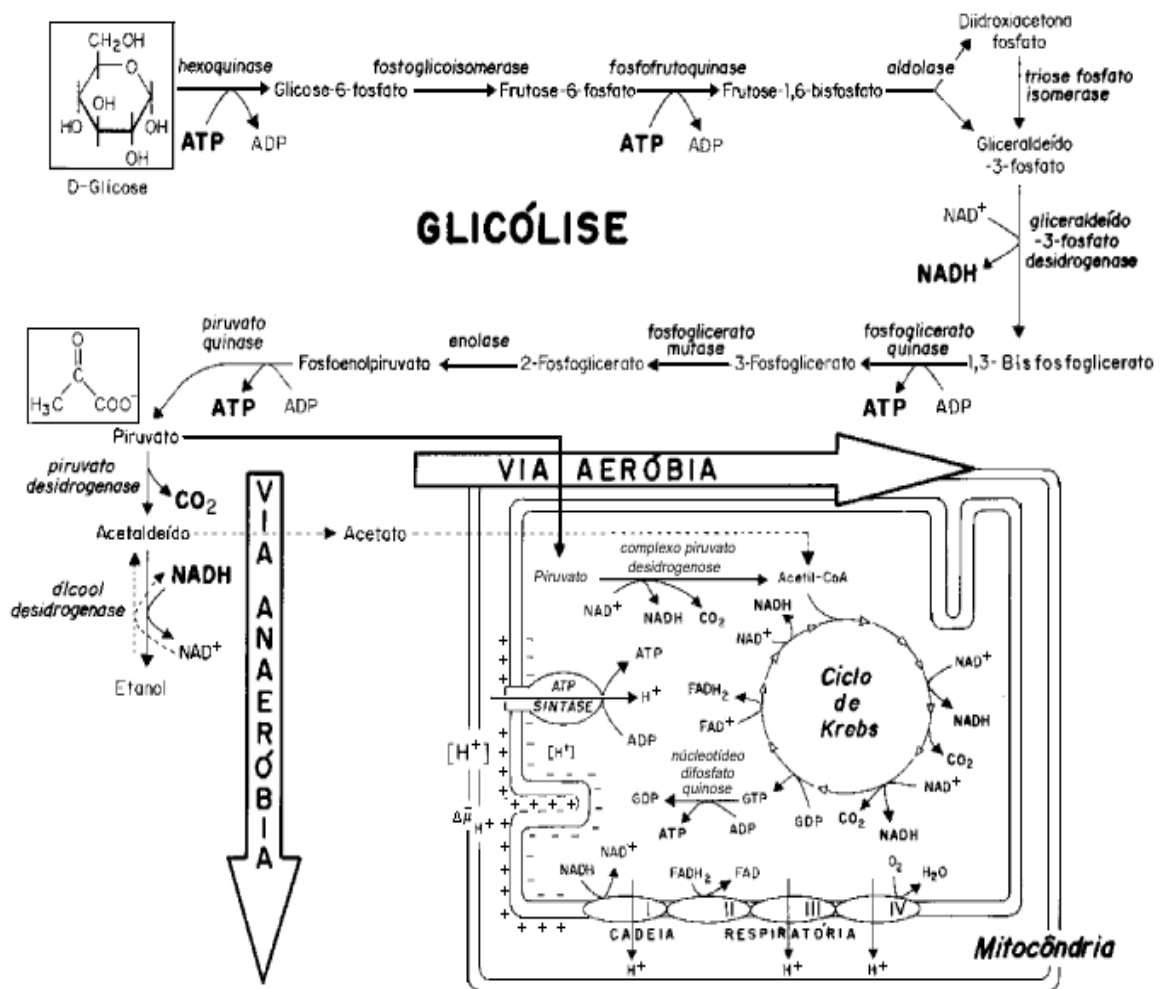 CH₂OH
O
OH
HO
OH
OH
D-Glicose
hexoquinase
ATP
ADP
Glicose-6-fosfato
fostoglicoisomerase
Frutose-6-fosfato
fosfofrutoquinase
ATP
ADP
Frutose-1,6-bisfosfato
aldolase
Diidroxiacetona
fosfato
triose fosfato
isomerase
Gliceraldeído
-3-fosfato
GLICÓLISE
NAD⁺
NADH
gliceraldeído
-3-fosfato
desidrogenase
1,3-Bisfosfoglicerato
fosfoglicerato
quinase
ATP
ADP
3-Fosfoglicerato
fosfoglicerato
mutase
2-Fosfoglicerato
enolase
Fosfoenolpiruvato
piruvato
quinase
ATP
ADP
O
H₃C
COO⁻
Piruvato
piruvato
desidrogenase
CO₂
Acetaldeído
Acetato
álcool
desidrogenase
NADH
NAD⁺
Etanol
VIA ANAERÓBIA
VIA AERÓBIA
Piruvato
complexo piruvato
desidrogenose
NAD⁺
NADH
CO₂
Acetil-CoA
NADH
NAD⁺
FADH₂
FAD⁺
Ciclo
de
Krebs
NAD⁺
NADH
CO₂
NAD⁺
NADH
CO₂
GDP
GTP
núcleotídeo
difosfato
quinose
GDP
ATP
ADP
ATP
ATP
SINTASE
H⁺
ADP
[H⁺]
[H⁺]
Δμ̄
H⁺
NADH
NAD⁺
FADH₂
FAD
O₂
H₂O
I
II
III
IV
CADEIA RESPIRATÓRIA
H⁺
H⁺
H⁺
Mitocôndria